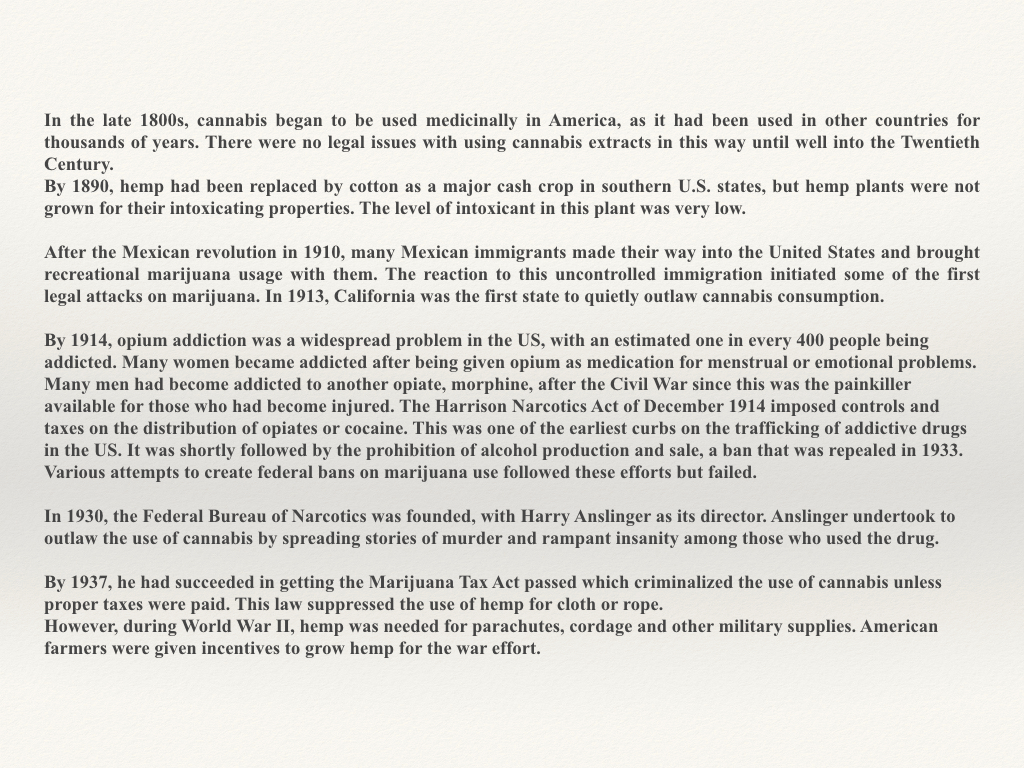 In the late 1800s, cannabis began to be used medicinally in America, as it had been used in other countries for
thousands of years. There were no legal issues with using cannabis extracts in this way until well into the Twentieth
Century.
By 1890, hemp had been replaced by cotton as a major cash crop in southern U.S. states, but hemp plants were not
grown for their intoxicating properties. The level of intoxicant in this plant was very low.
After the Mexican revolution in 1910, many Mexican immigrants made their way into the United States and brought
recreational marijuana usage with them. The reaction to this uncontrolled immigration initiated some of the first
legal attacks on marijuana. In 1913, California was the first state to quietly outlaw cannabis consumption.
By 1914, opium addiction was a widespread problem in the US, with an estimated one in every 400 people being
addicted. Many women became addicted after being given opium as medication for menstrual or emotional problems.
Many men had become addicted to another opiate, morphine, after the Civil War since this was the painkiller
available for those who had become injured. The Harrison Narcotics Act of December 1914 imposed controls and
taxes on the distribution of opiates or cocaine. This was one of the earliest curbs on the trafficking of addictive drugs
in the US. It was shortly followed by the prohibition of alcohol production and sale, a ban that was repealed in 1933.
Various attempts to create federal bans on marijuana use followed these efforts but failed.
In 1930, the Federal Bureau of Narcotics was founded, with Harry Anslinger as its director. Anslinger undertook to
outlaw the use of cannabis by spreading stories of murder and rampant insanity among those who used the drug.
By 1937, he had succeeded in getting the Marijuana Tax Act passed which criminalized the use of cannabis unless
proper taxes were paid. This law suppressed the use of hemp for cloth or rope.
However, during World War II, hemp was needed for parachutes, cordage and other military supplies. American
farmers were given incentives to grow hemp for the war effort.